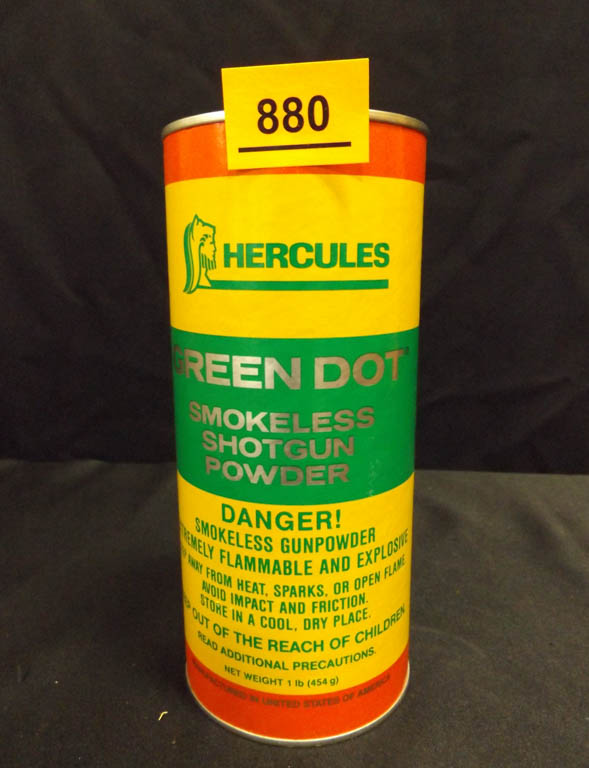 880
HERCULES
GREEN DOT
SMOKELESS
SHOTGUN
POWDER
DANGER!
SMOKELESS GUNPOWDER
FLAMMABLE AND EXPLOSIVE
AWAY FROM HEAT, SPARKS, OR OPEN FLAME
AVOID IMPACT AND FRICTION.
STORE IN A COOL, DRY PLACE.
OUT OF THE REACH OF CHILDREN
READ ADDITIONAL PRECAUTIONS.
NET WEIGHT 1 lb (454 g)
MANUFACTURED IN UNITED STATES OF AMERICA